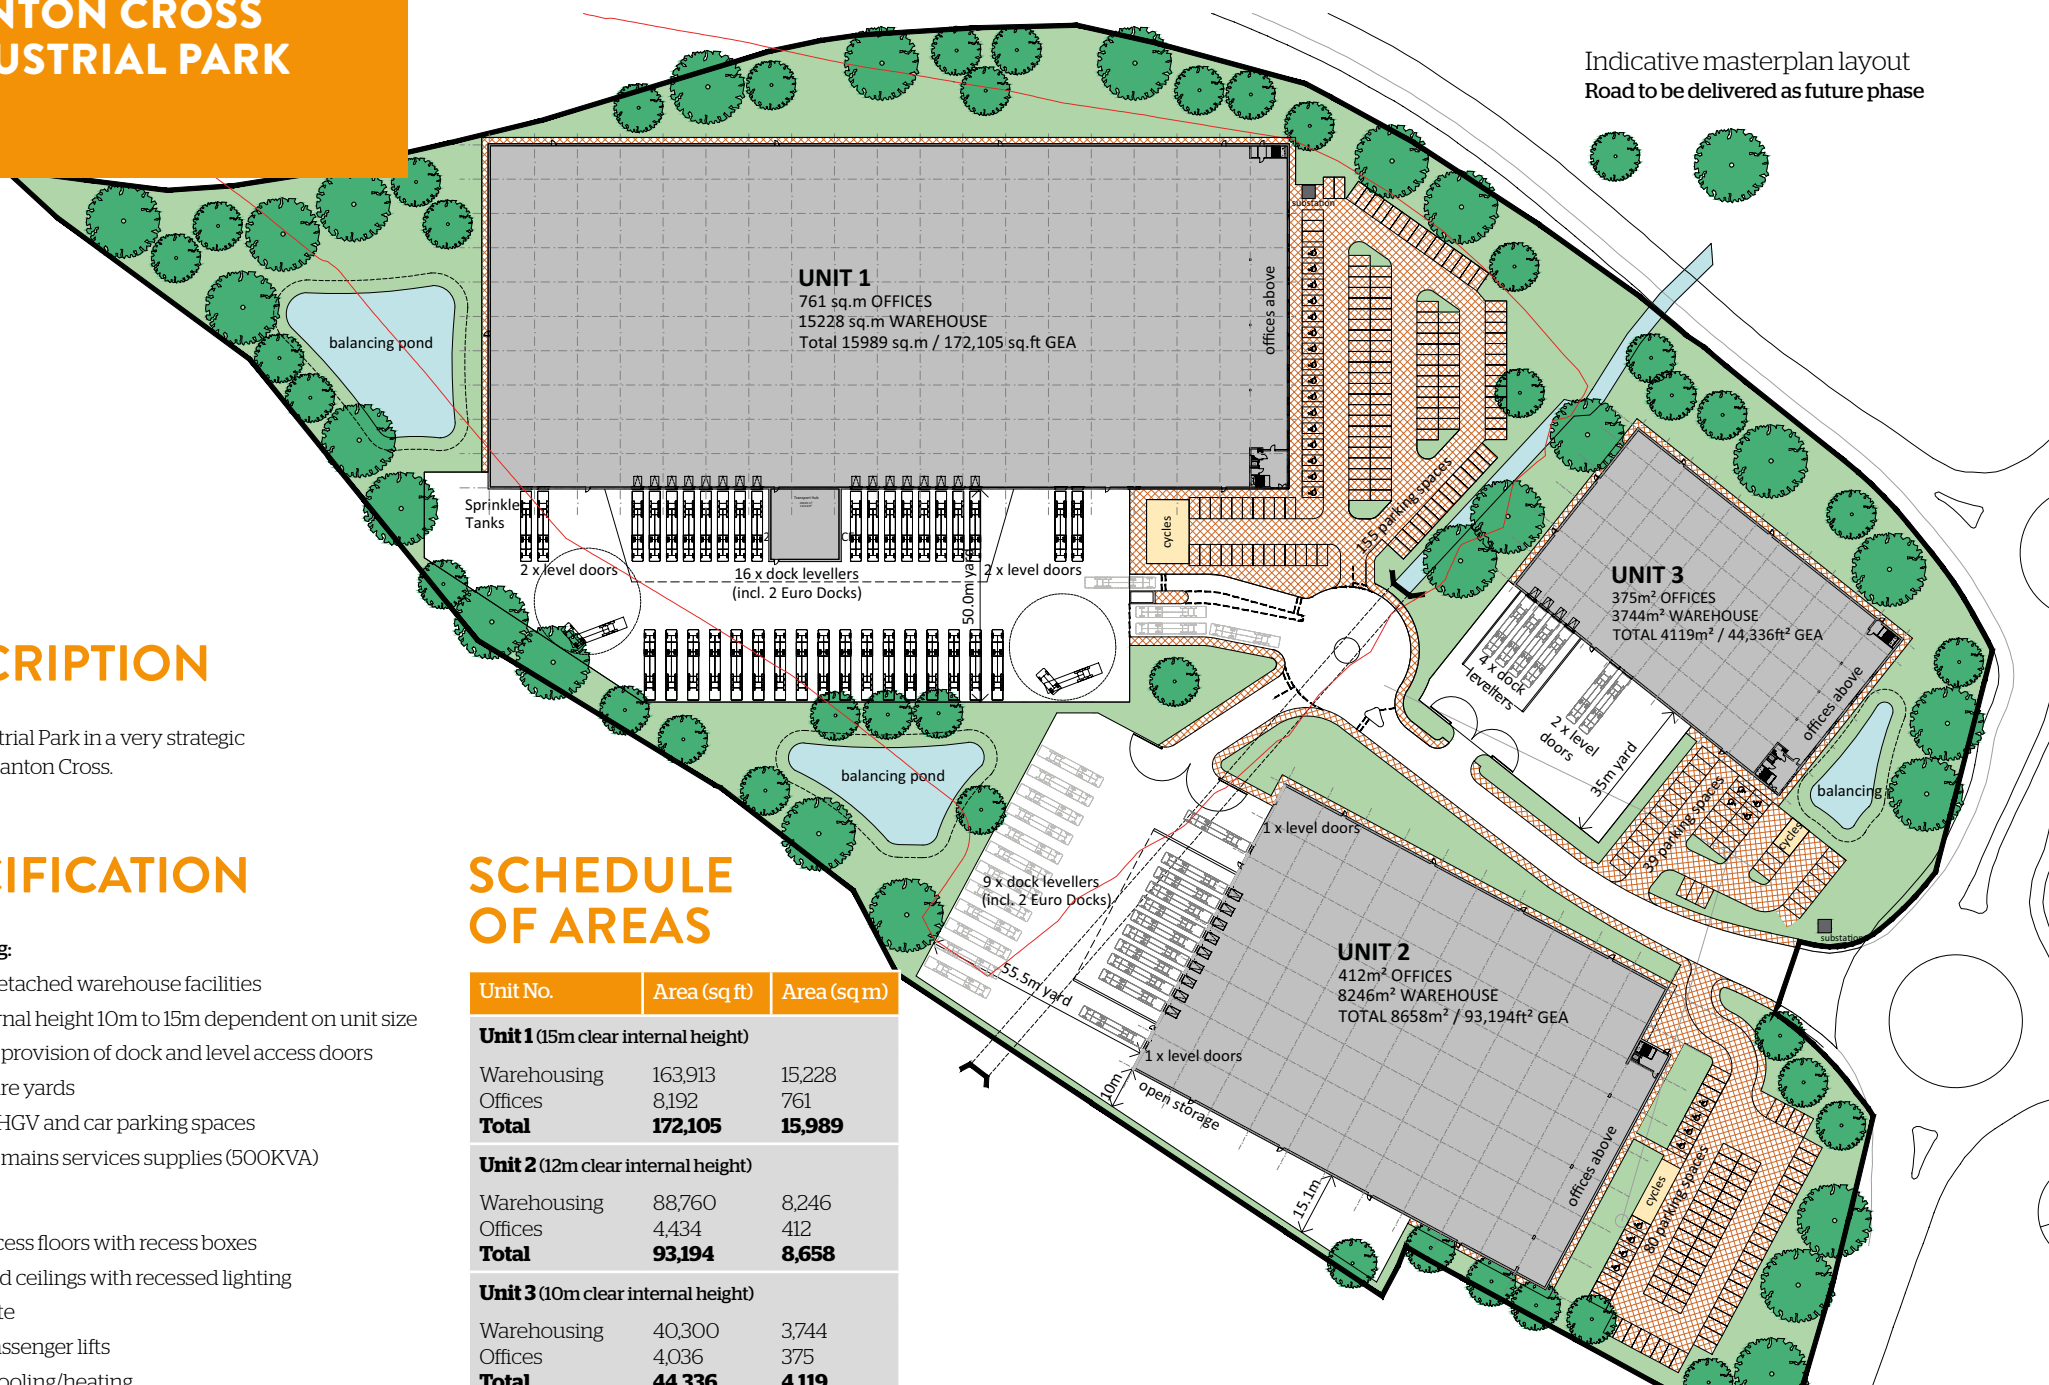 NTON CROSS
USTRIAL PARK
Indicative masterplan layout
Road to be delivered as future phase
substation
UNIT 1
761 sq.m OFFICES
15228 sq.m WAREHOUSE
Total 15989 sq.m / 172,105 sq.ft GEA
offices above
balancing pond
Sprinkler
Tanks
2 x level doors
16 x dock levellers
(incl. 2 Euro Docks)
50.0m yard
2 x level doors
cycles
155 parking spaces
UNIT 3
375m² OFFICES
3744m² WAREHOUSE
TOTAL 4119m² / 44,336ft² GEA
offices above
4 x dock
levellers
2 x level
doors
35m yard
39 parking spaces
cycles
balancing
substation
balancing pond
1 x level doors
9 x dock levellers
(incl. 2 Euro Docks)
55.5m yard
1 x level doors
10m
open storage
15.1m
UNIT 2
412m² OFFICES
8246m² WAREHOUSE
TOTAL 8658m² / 93,194ft² GEA
offices above
cycles
80 parking spaces
CRIPTION
trial Park in a very strategic
anton Cross.
CIFICATION
g:
etached warehouse facilities
rnal height 10m to 15m dependent on unit size
provision of dock and level access doors
re yards
HGV and car parking spaces
mains services supplies (500KVA)
cess floors with recess boxes
d ceilings with recessed lighting
te
ssenger lifts
ooling/heating
SCHEDULE
OF AREAS
Unit No. Area (sq ft) Area (sq m)
Unit 1 (15m clear internal height)
Warehousing 163,913 15,228
Offices 8,192 761
Total 172,105 15,989
Unit 2 (12m clear internal height)
Warehousing 88,760 8,246
Offices 4,434 412
Total 93,194 8,658
Unit 3 (10m clear internal height)
Warehousing 40,300 3,744
Offices 4,036 375
Total 44,336 4,119